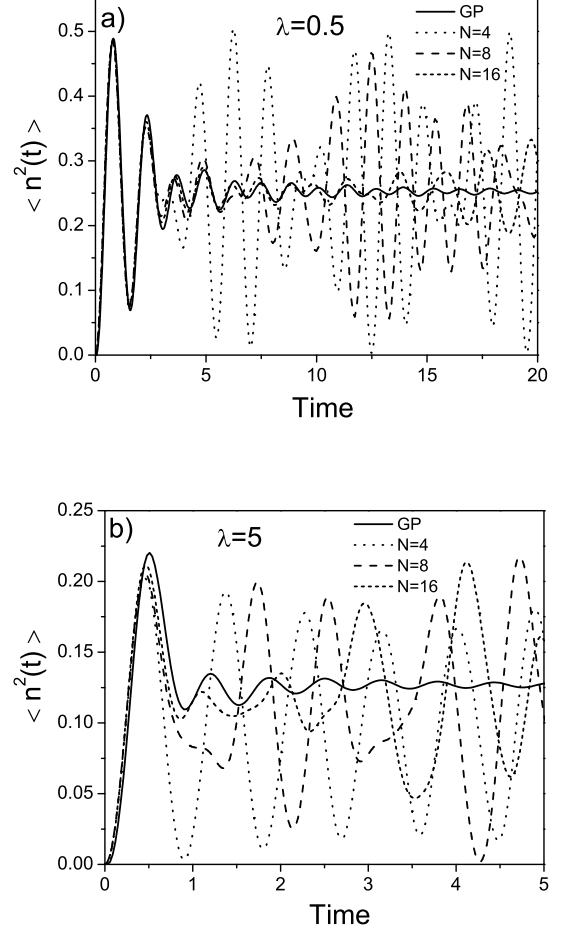 a)
λ=0.5
GP
N=4
N=8
N=16
< n²(t) >
0.5
0.4
0.3
0.2
0.1
0.0
0 5 10 15 20
Time
b)
λ=5
GP
N=4
N=8
N=16
< n²(t) >
0.25
0.20
0.15
0.10
0.05
0.00
0 1 2 3 4 5
Time